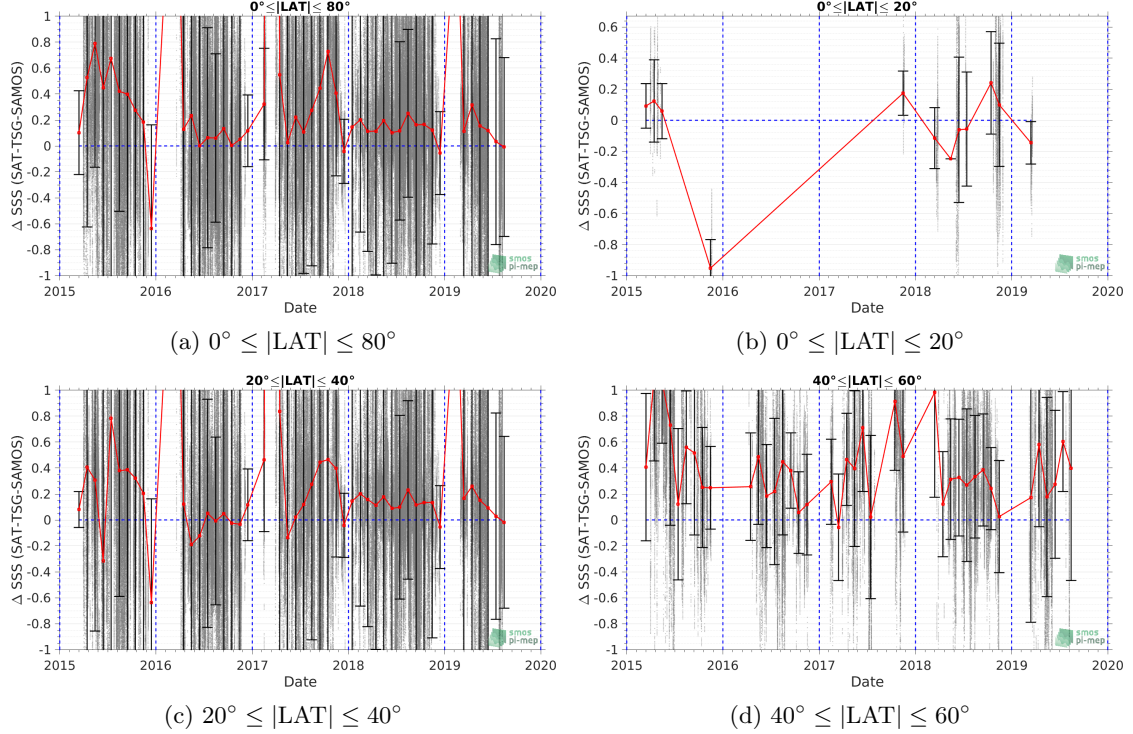 0°≤|LAT|≤ 80°
0°≤|LAT|≤ 20°
Δ SSS (SAT-TSG-SAMOS)
1
0.8
0.6
0.4
0.2
0
-0.2
-0.4
-0.6
-0.8
-1
2015 2016 2017 2018 2019 2020
Date
smos
pi-mep
Δ SSS (SAT-TSG-SAMOS)
0.6
0.4
0.2
0
-0.2
-0.4
-0.6
-0.8
-1
2015 2016 2017 2018 2019 2020
Date
smos
pi-mep
(a) 0° ≤ |LAT| ≤ 80°
(b) 0° ≤ |LAT| ≤ 20°
20°≤|LAT|≤ 40°
40°≤|LAT|≤ 60°
Δ SSS (SAT-TSG-SAMOS)
1
0.8
0.6
0.4
0.2
0
-0.2
-0.4
-0.6
-0.8
-1
2015 2016 2017 2018 2019 2020
Date
smos
pi-mep
Δ SSS (SAT-TSG-SAMOS)
1
0.8
0.6
0.4
0.2
0
-0.2
-0.4
-0.6
-0.8
-1
2015 2016 2017 2018 2019 2020
Date
smos
pi-mep
(c) 20° ≤ |LAT| ≤ 40°
(d) 40° ≤ |LAT| ≤ 60°